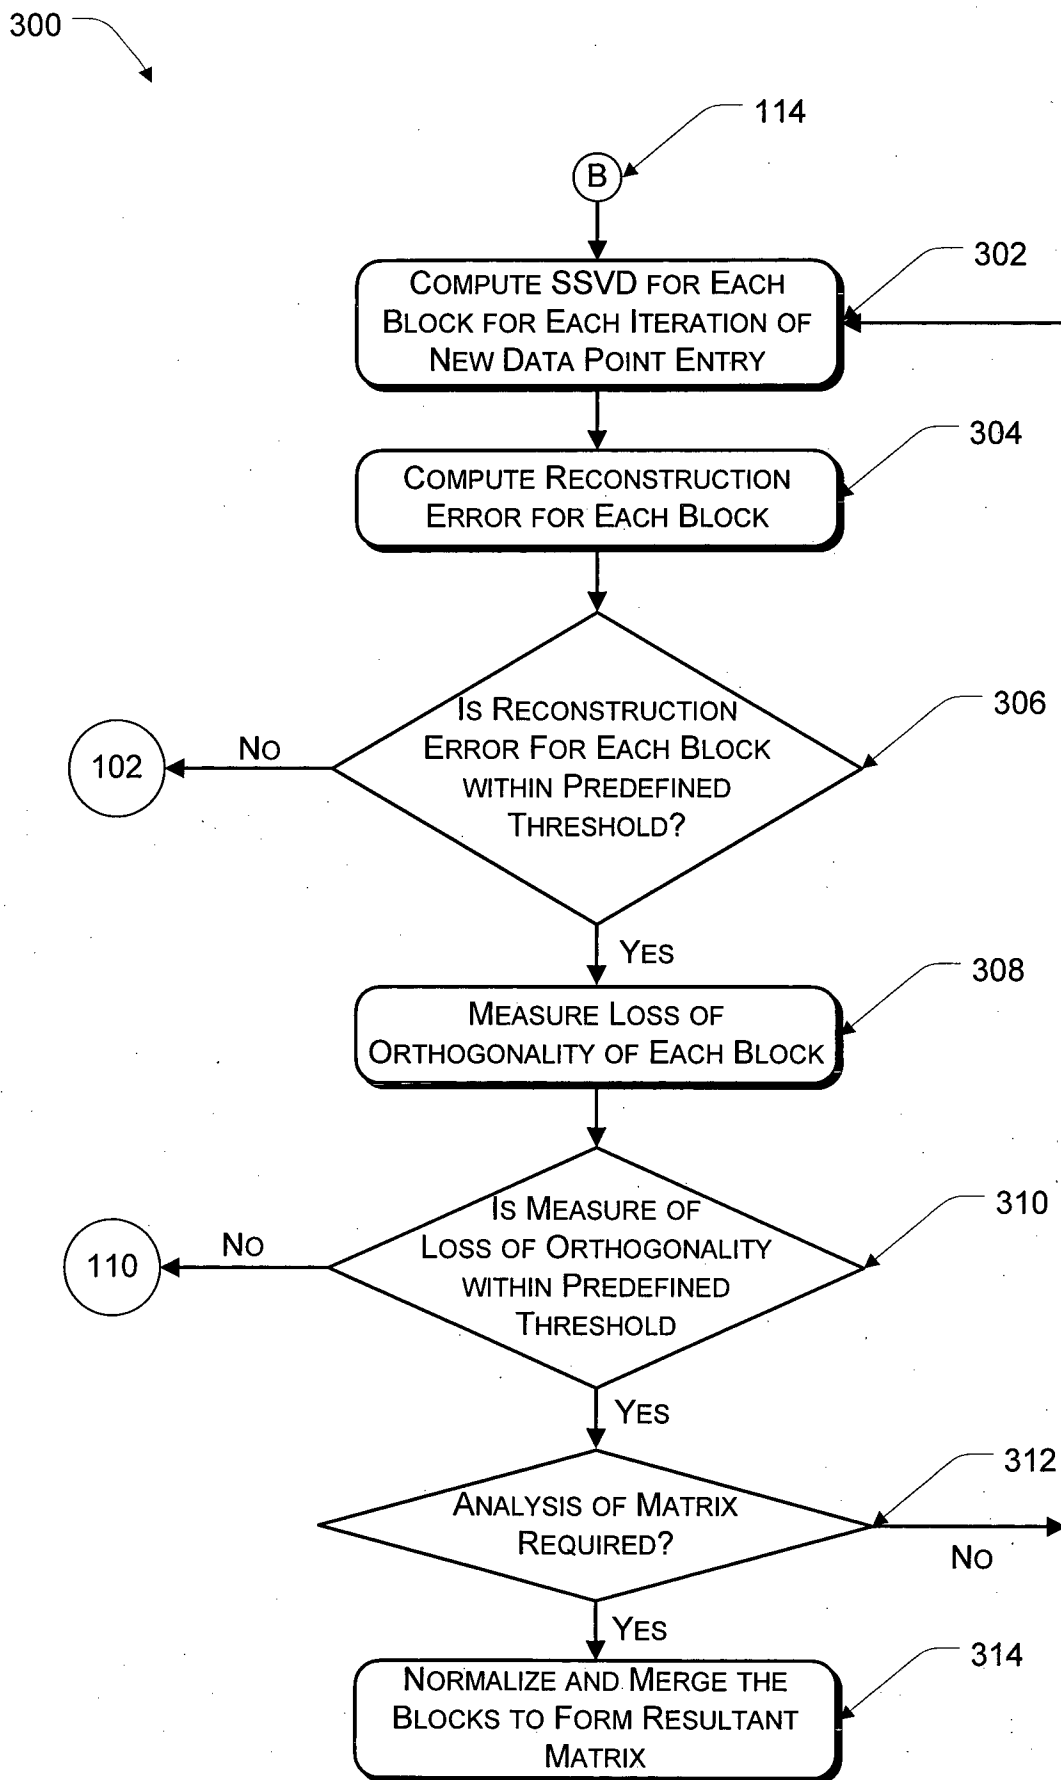 300
114
B
302
COMPUTE SSVD FOR EACH
BLOCK FOR EACH ITERATION OF
NEW DATA POINT ENTRY
304
COMPUTE RECONSTRUCTION
ERROR FOR EACH BLOCK
306
IS RECONSTRUCTION
ERROR FOR EACH BLOCK
WITHIN PREDEFINED
THRESHOLD?
NO
102
YES
308
MEASURE LOSS OF
ORTHOGONALITY OF EACH BLOCK
310
IS MEASURE OF
LOSS OF ORTHOGONALITY
WITHIN PREDEFINED
THRESHOLD
NO
110
YES
312
ANALYSIS OF MATRIX
REQUIRED?
NO
YES
314
NORMALIZE AND MERGE THE
BLOCKS TO FORM RESULTANT
MATRIX